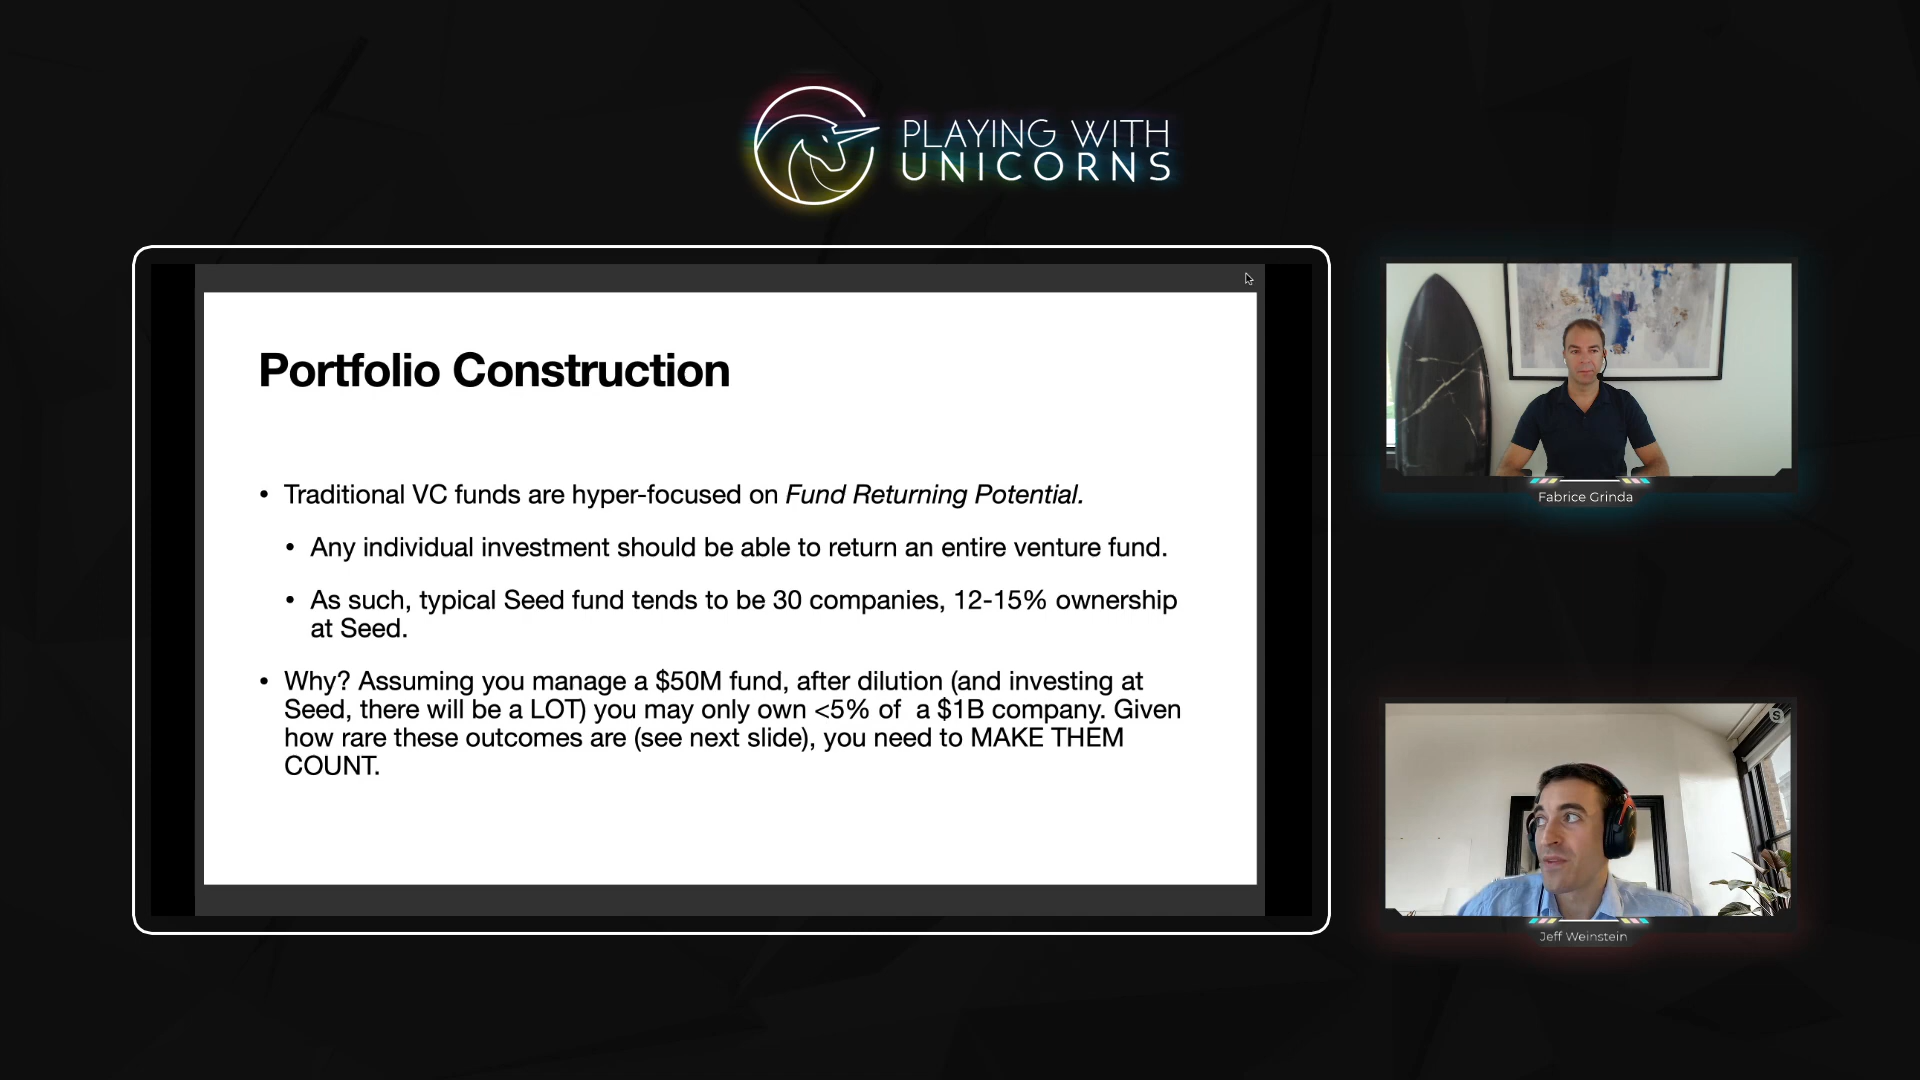 PLAYING WITH
UNICORNS
Portfolio Construction
• Traditional VC funds are hyper-focused on Fund Returning Potential.
• Any individual investment should be able to return an entire venture fund.
• As such, typical Seed fund tends to be 30 companies, 12-15% ownership
at Seed.
• Why? Assuming you manage a $50M fund, after dilution (and investing at
Seed, there will be a LOT) you may only own <5% of  a $1B company. Given
how rare these outcomes are (see next slide), you need to MAKE THEM
COUNT.
Fabrice Grinda
S
Jeff Weinstein